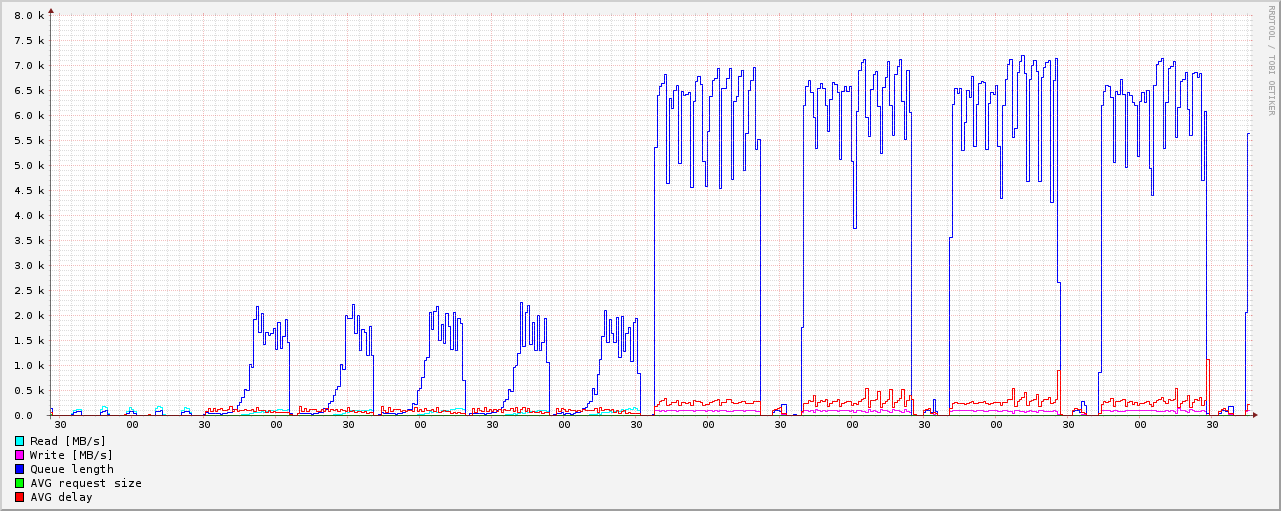 8.0 k
7.5 k
7.0 k
6.5 k
6.0 k
5.5 k
5.0 k
4.5 k
4.0 k
3.5 k
3.0 k
2.5 k
2.0 k
1.5 k
1.0 k
0.5 k
0.0
30 00 30 00 30 00 30 00 30 00 30 00 30 00 30 00 30
RRDTOOL / TOBI OETIKER
Read [MB/s]
Write [MB/s]
Queue length
AVG request size
AVG delay